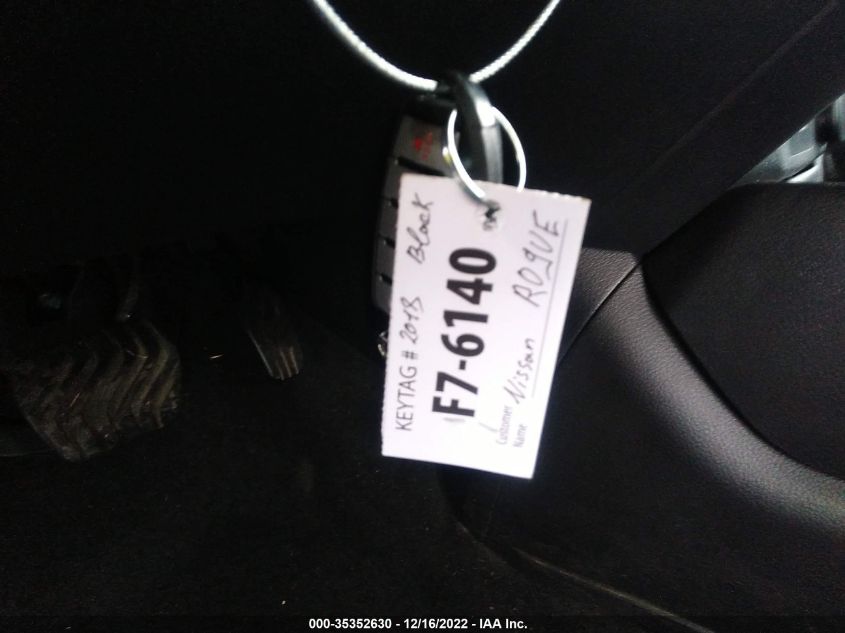 KEYTAG # 2018 Black
F7-6140
Customer Name Nissan ROgUE
000-35352630 - 12/16/2022 - IAA Inc.